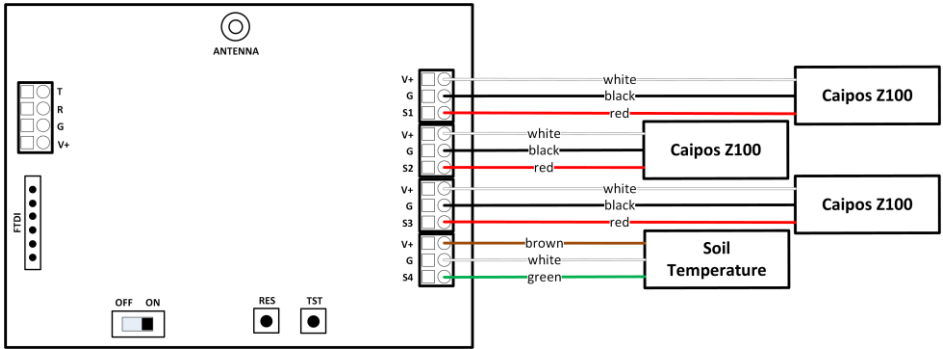 ANTENNA
T
R
G
V+
FTDI
OFF ON
RES
TST
V+ white
G black
S1 red
Caipos Z100
V+ white
G black
S2 red
Caipos Z100
V+ white
G black
S3 red
Caipos Z100
V+ brown
G white
S4 green
Soil
Temperature